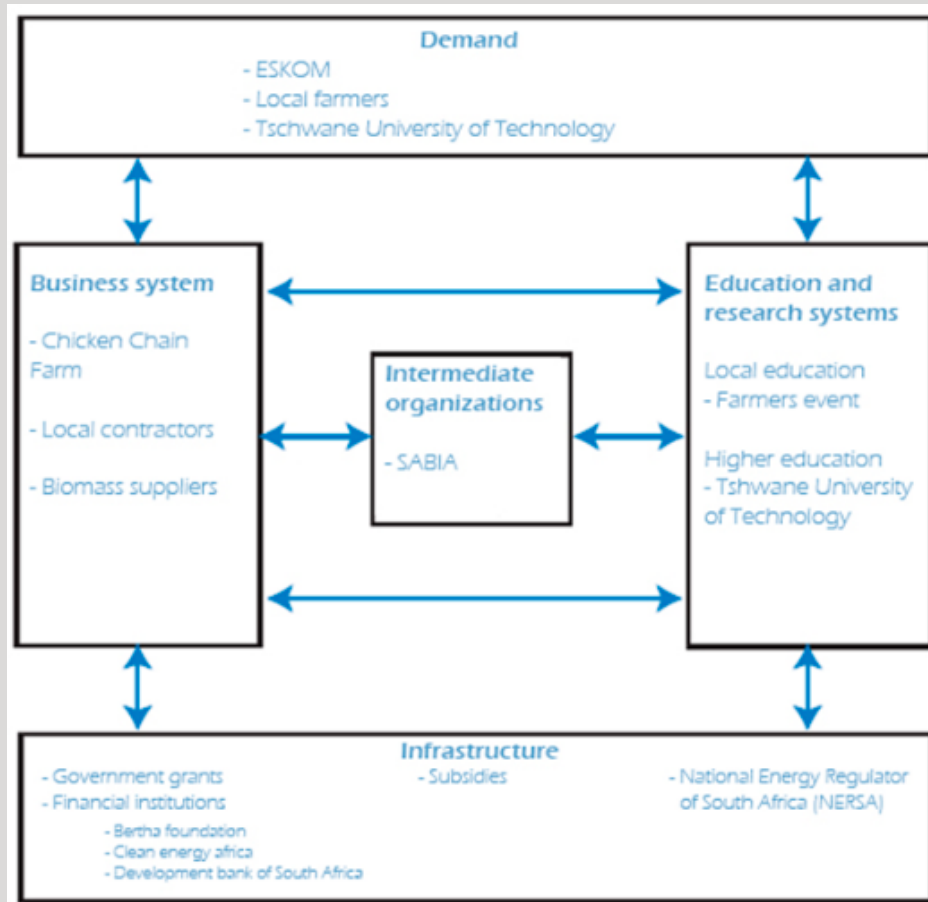 Demand
- ESKOM
- Local farmers
- Tschwane University of Technology
Business system
- Chicken Chain
Farm
- Local contractors
- Biomass suppliers
Intermediate
organizations
- SABIA
Education and
research systems
Local education
- Farmers event
Higher education
- Tshwane University
of Technology
Infrastructure
- Government grants
- Financial institutions
- Bertha foundation
- Clean energy africa
- Development bank of South Africa
- Subsidies
- National Energy Regulator
of South Africa (NERSA)